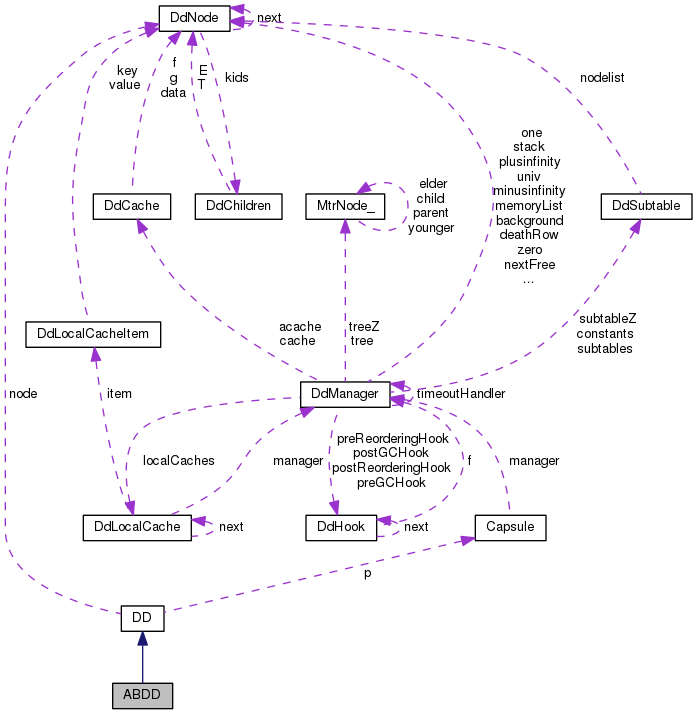 DdNode
next
key
value
f
g
data
E
T
kids
nodelist
one
stack
plusinfinity
univ
minusinfinity
memoryList
background
deathRow
zero
nextFree
...
DdCache
DdChildren
MtrNode_
elder
child
parent
younger
DdSubtable
DdLocalCacheItem
acache
cache
treeZ
tree
subtableZ
constants
subtables
node
item
DdManager
timeoutHandler
localCaches
manager
preReorderingHook
postGCHook
postReorderingHook
preGCHook
f
manager
DdLocalCache
next
DdHook
next
Capsule
p
DD
ABDD